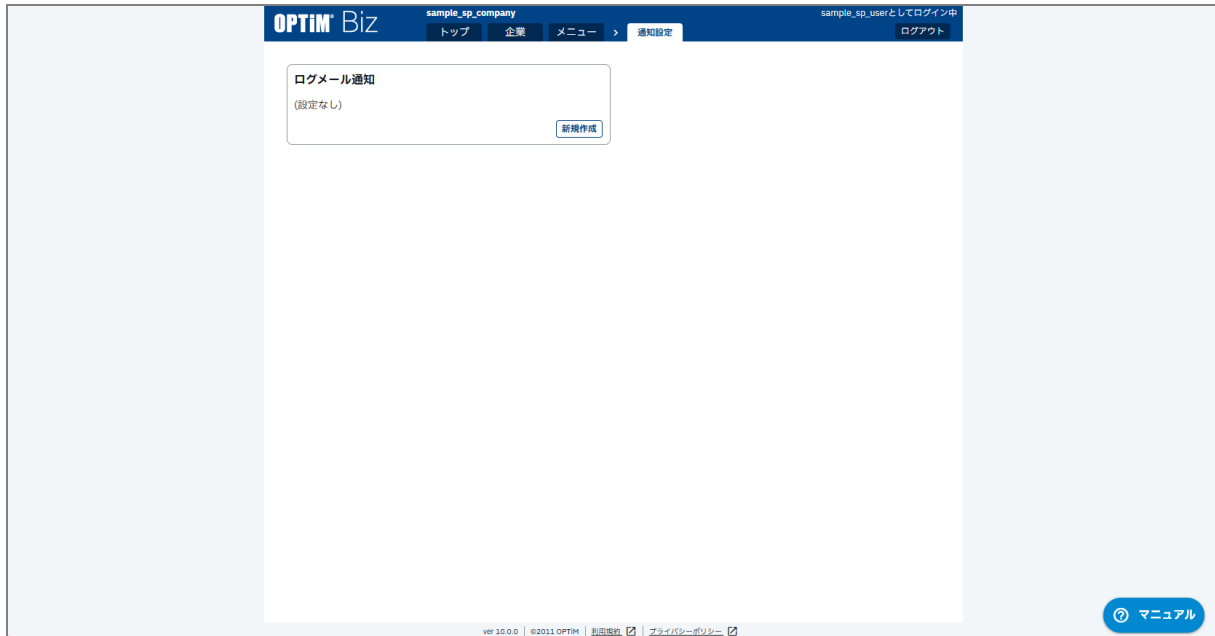 OPTiM Biz
sample_sp_company
sample_sp_userとしてログイン中
トップ 企業 メニュー > 通知設定 ログアウト
ログメール通知
(設定なし)
新規作成
マニュアル
ver 10.0.0 | ©2011 OPTiM | 利用規約 | プライバシーポリシー